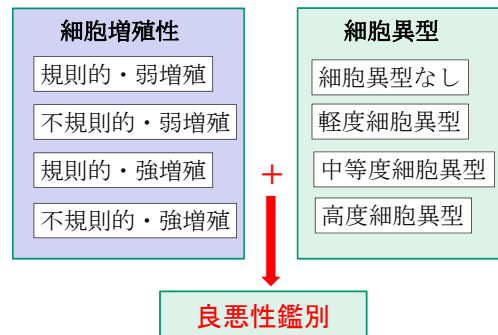 細胞増殖性
規則的・弱増殖
不規則的・弱増殖
規則的・強増殖
不規則的・強増殖
+
細胞異型
細胞異型なし
軽度細胞異型
中等度細胞異型
高度細胞異型
良悪性鑑別